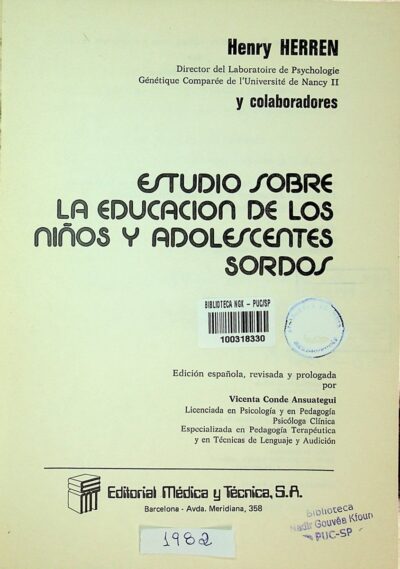 Henry HERREN
Director del Laboratoire de Psychologie
Génétique Comparée de l'Université de Nancy II
y colaboradores
ESTUDIO SOBRE
LA EDUCACION DE LOS
NIÑOS Y ADOLESCENTES
SORDOS
BIBLIOTECA NGK - PUC/SP
100318330
Edición española, revisada y prologada
por
Vicenta Conde Ansuategui
Licenciada en Psicología y en Pedagogía
Psicóloga Clínica
Especializada en Pedagogía Terapéutica
y en Técnicas de Lenguaje y Audición
Editorial Médica y Técnica, S.A.
Barcelona - Avda. Meridiana, 358
Biblioteca
Nadir Gouvêa Kfouri
PUC-SP
1982